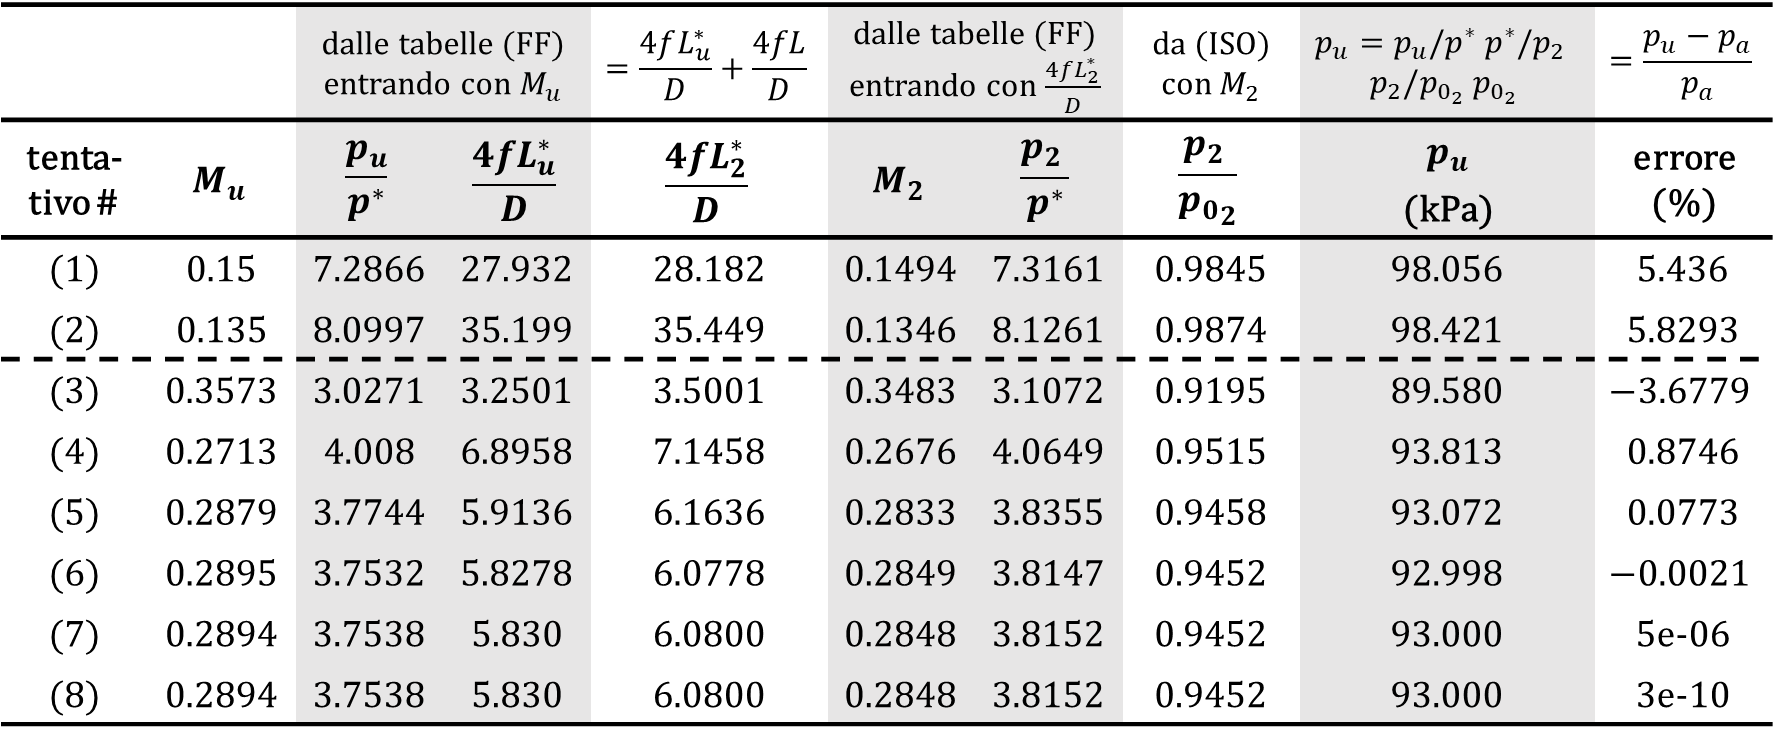 dalle tabelle (FF) entrando con M_u | = 4fL*_u/D + 4fL/D | dalle tabelle (FF) entrando con 4fL*_2/D | da (ISO) con M_2 | p_u = p_u/p* p*/p_2 p_2/p_{0_2} p_{0_2} | = (p_u − p_a)/p_a
tenta-tivo # | M_u | p_u/p* | 4fL*_u/D | 4fL*_2/D | M_2 | p_2/p* | p_2/p_{0_2} | p_u (kPa) | errore (%)
(1) 0.15 7.2866 27.932 28.182 0.1494 7.3161 0.9845 98.056 5.436
(2) 0.135 8.0997 35.199 35.449 0.1346 8.1261 0.9874 98.421 5.8293
(3) 0.3573 3.0271 3.2501 3.5001 0.3483 3.1072 0.9195 89.580 −3.6779
(4) 0.2713 4.008 6.8958 7.1458 0.2676 4.0649 0.9515 93.813 0.8746
(5) 0.2879 3.7744 5.9136 6.1636 0.2833 3.8355 0.9458 93.072 0.0773
(6) 0.2895 3.7532 5.8278 6.0778 0.2849 3.8147 0.9452 92.998 −0.0021
(7) 0.2894 3.7538 5.830 6.0800 0.2848 3.8152 0.9452 93.000 5e-06
(8) 0.2894 3.7538 5.830 6.0800 0.2848 3.8152 0.9452 93.000 3e-10